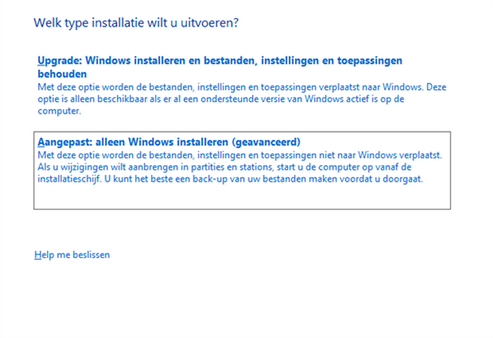 Welk type installatie wilt u uitvoeren?
Upgrade: Windows installeren en bestanden, instellingen en toepassingen
behouden
Met deze optie worden de bestanden, instellingen en toepassingen verplaatst naar Windows. Deze
optie is alleen beschikbaar als er al een ondersteunde versie van Windows actief is op de
computer.
Aangepast: alleen Windows installeren (geavanceerd)
Met deze optie worden de bestanden, instellingen en toepassingen niet naar Windows verplaatst.
Als u wijzigingen wilt aanbrengen in partities en stations, start u de computer op vanaf de
installatieschijf. U kunt het beste een back-up van uw bestanden maken voordat u doorgaat.
Help me beslissen